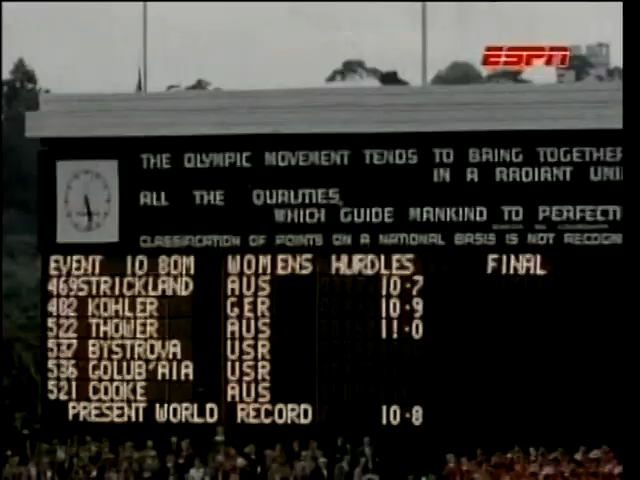 ESPN
THE OLYMPIC MOVEMENT TENDS TO BRING TOGETHER
IN A RADIANT UNI
ALL THE QUALITIES,
WHICH GUIDE MANKIND TO PERFECTI
CLASSIFICATION OF POINTS ON A NATIONAL BASIS IS NOT RECOGN
EVENT 10 80M WOMENS HURDLES FINAL
469 STRICKLAND AUS 10.7
402 KOHLER GER 10.9
522 THOWER AUS 11.0
537 BYSTROVA USR
536 GOLUB'AIA USR
521 COOKE AUS
PRESENT WORLD RECORD 10.8